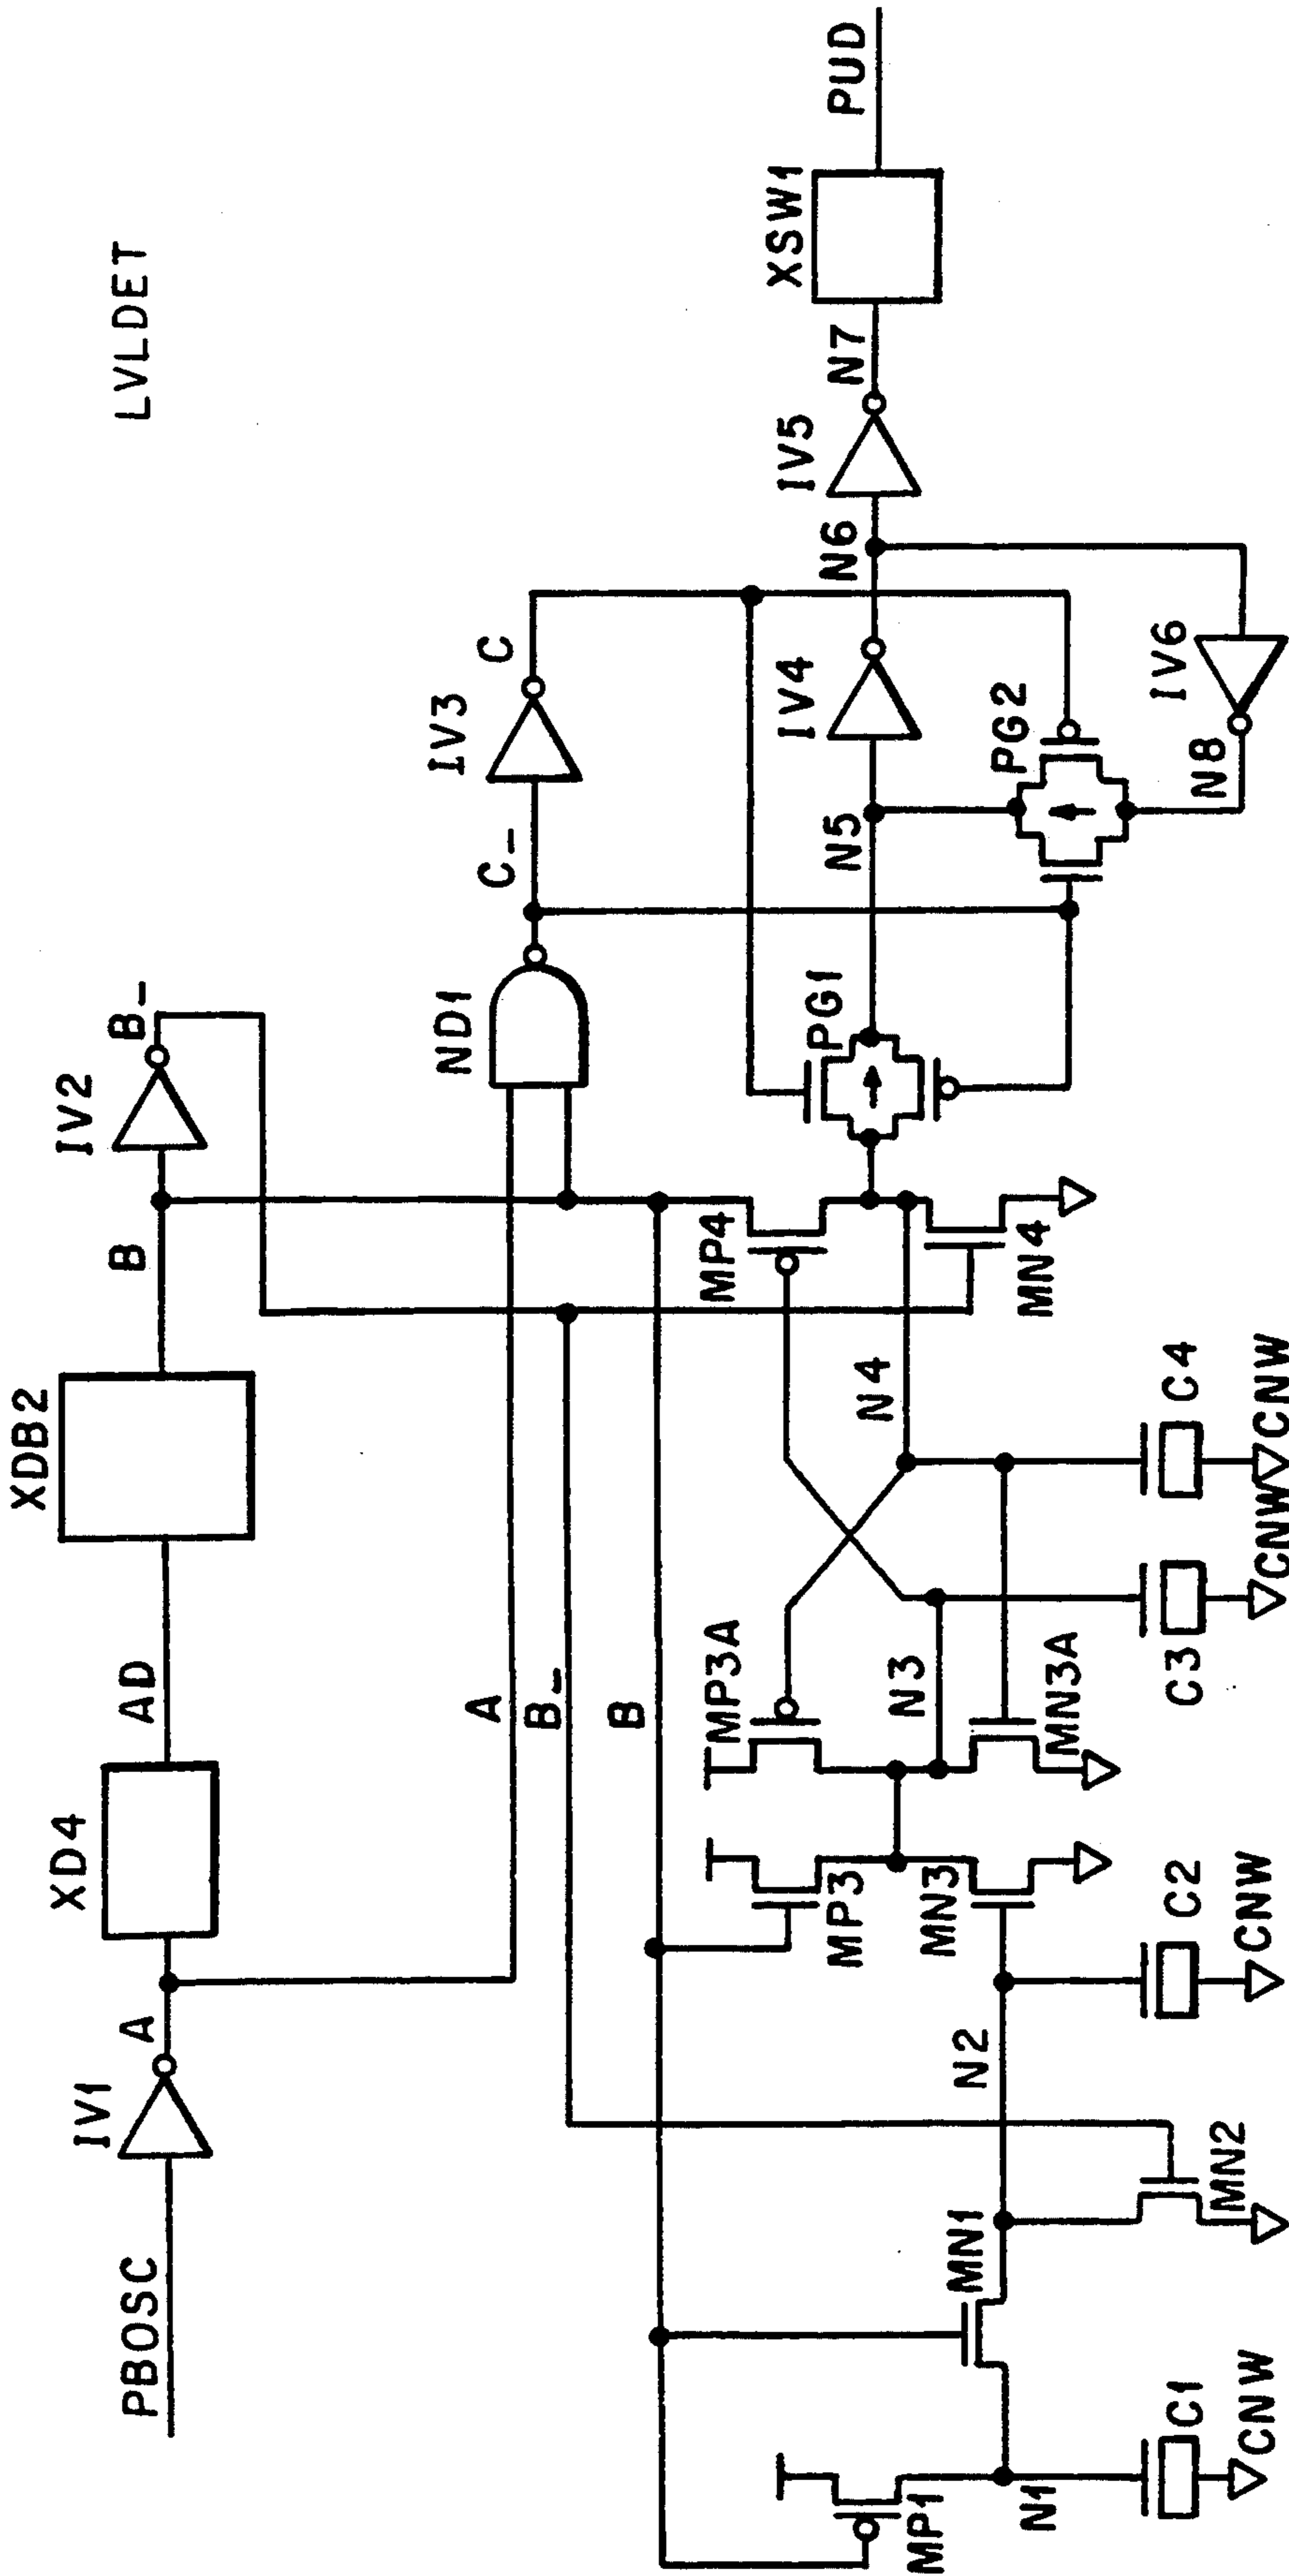 LVLDET
PBOSC
IV1
A
XD4
AD
XDB2
B
IV2
B_
A
B_
B
ND1
C_
IV3
C
MP1
N1
C1
CNW
MN1
MN2
N2
C2
CNW
MP3
MN3
MP3A
N3
MN3A
C3
CNW
N4
C4
CNW
MP4
MN4
PG1
N5
IV4
PG2
N6
IV6
N8
IV5
N7
XSW1
PUD